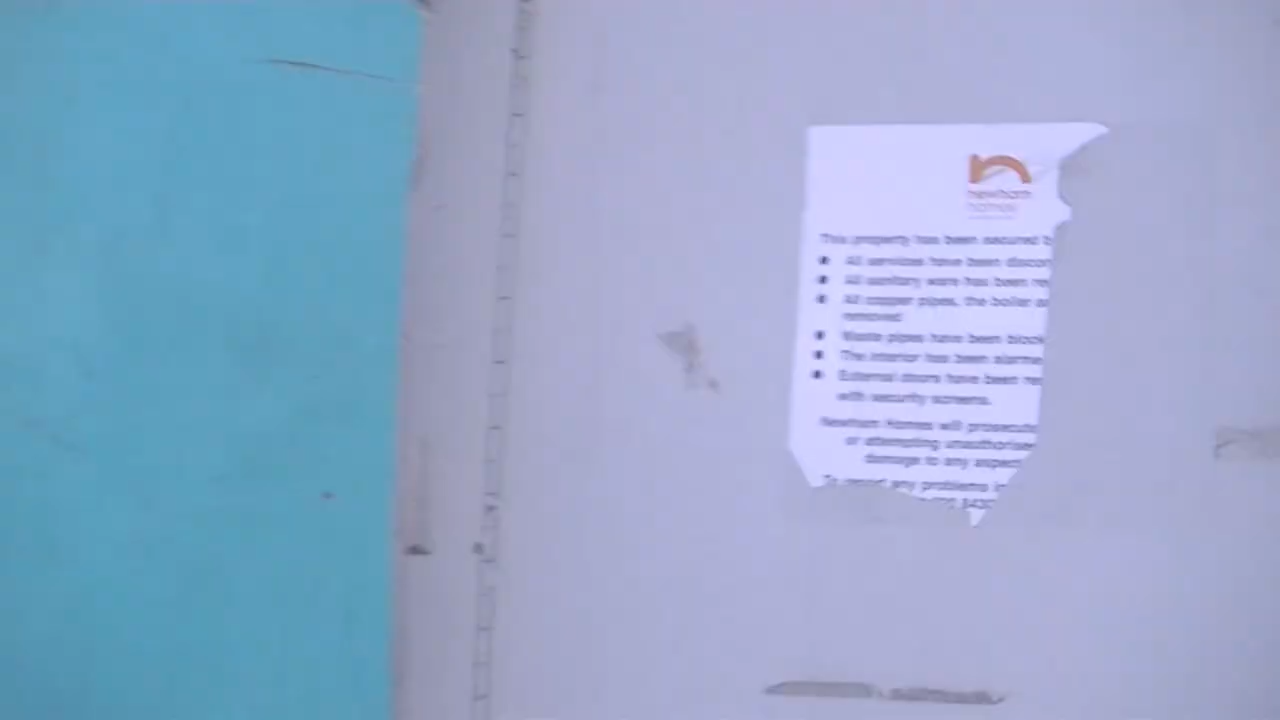 newham
homes
This property has been secured b
All services have been discon
All sanitary ware has been re
All copper pipes, the boiler a
removed
Waste pipes have been block
The interior has been alarme
External doors have been re
with security screens.
Newham Homes will prosecute
or attempting unauthorise
damage to any aspect
To report any problems in